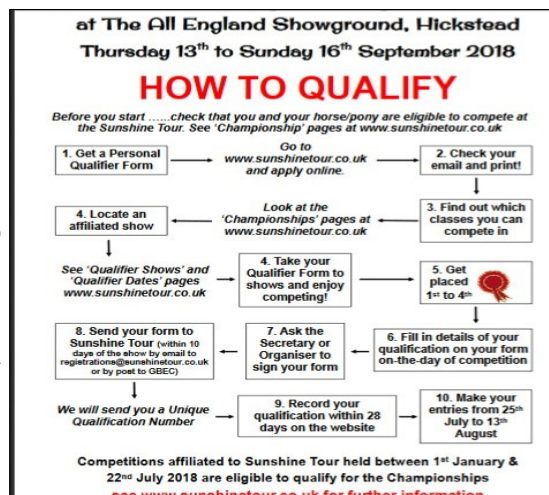 at The All England Showground, Hickstead
Thursday 13th to Sunday 16th September 2018
HOW TO QUALIFY
Before you start ......check that you and your horse/pony are eligible to compete at
the Sunshine Tour. See 'Championship' pages at www.sunshinetour.co.uk
1. Get a Personal
Qualifier Form
Go to
www.sunshinetour.co.uk
and apply online.
2. Check your
email and print!
3. Find out which
classes you can
compete in
Look at the
'Championships' pages at
www.sunshinetour.co.uk
4. Locate an
affiliated show
See 'Qualifier Shows' and
'Qualifier Dates' pages
www.sunshinetour.co.uk
4. Take your
Qualifier Form to
shows and enjoy
competing!
5. Get
placed
1st to 4th
6. Fill in details of your
qualification on your form
on-the-day of competition
7. Ask the
Secretary or
Organiser to
sign your form
8. Send your form to
Sunshine Tour (within 10
days of the show by email to
registrations@sunshinetour.co.uk
or by post to GBEC)
We will send you a Unique
Qualification Number
9. Record your
qualification within 28
days on the website
10. Make your
entries from 25th
July to 13th
August
Competitions affiliated to Sunshine Tour held between 1st January &
22nd July 2018 are eligible to qualify for the Championships
see www.sunshinetour.co.uk for further information